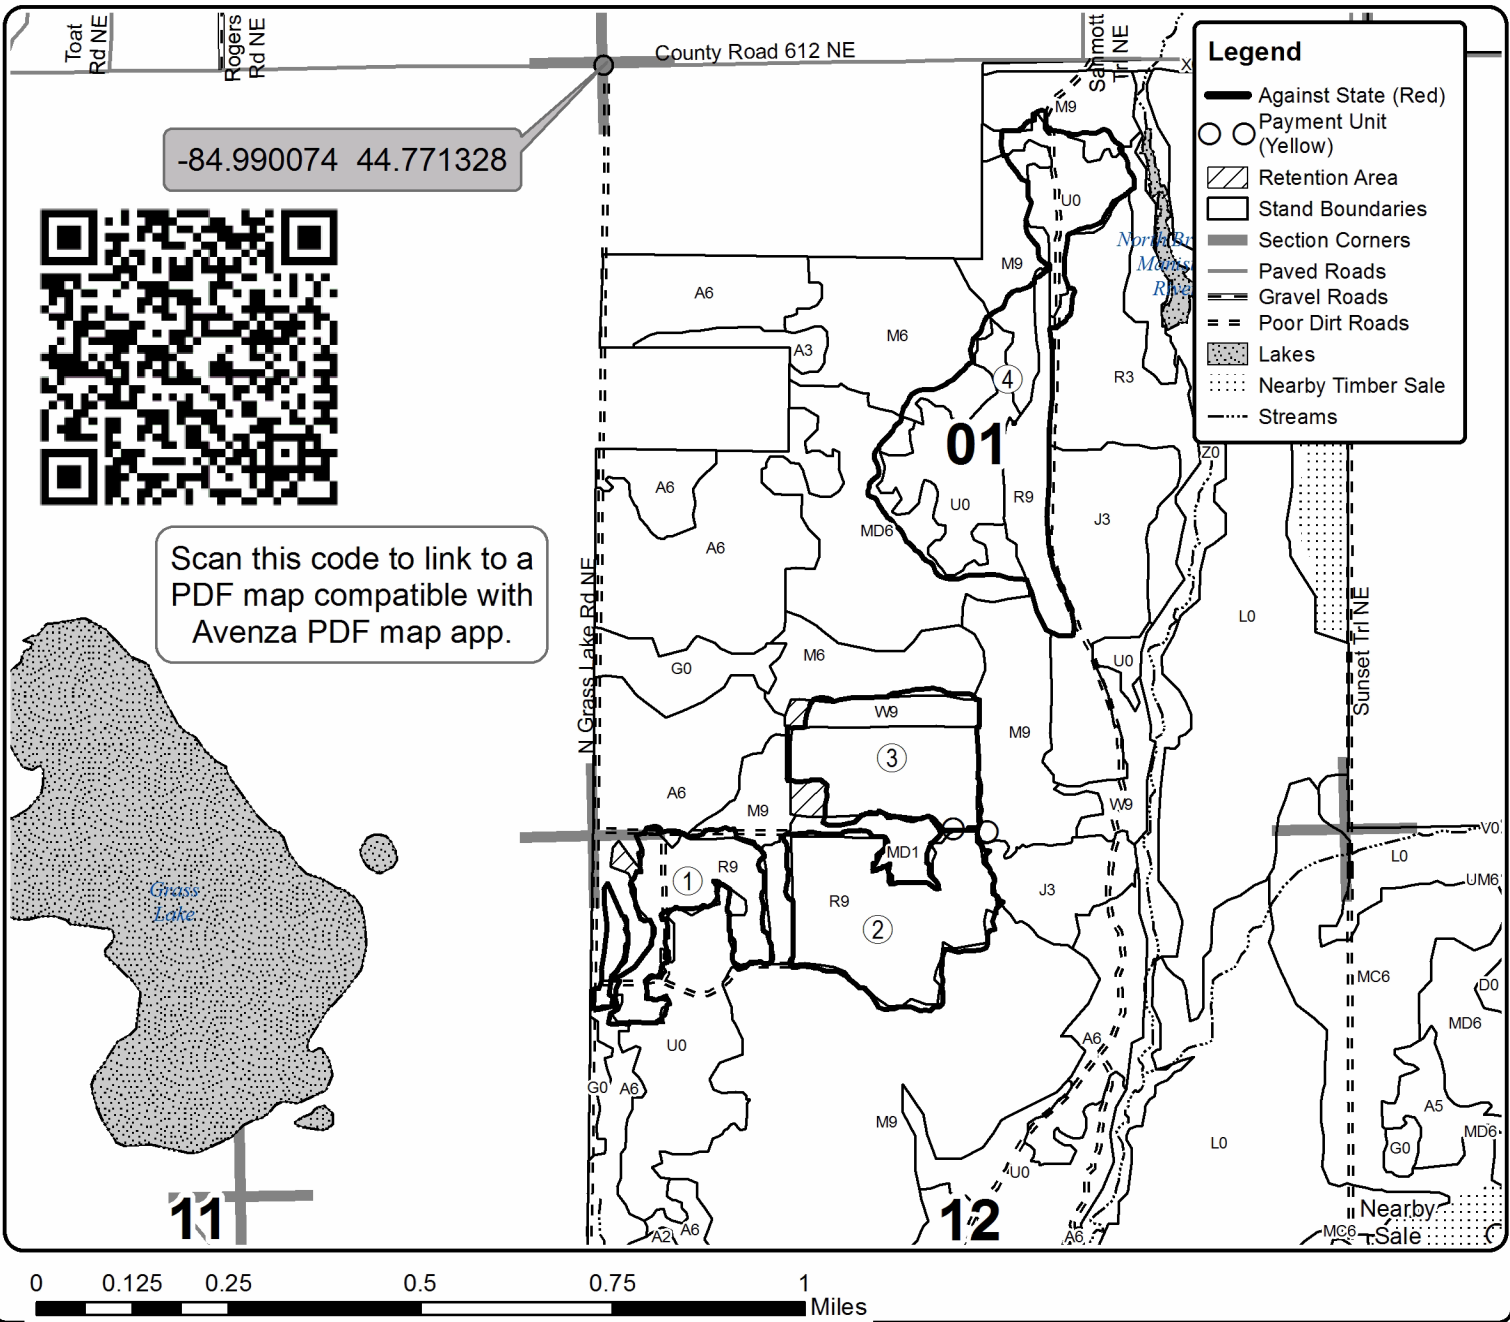 Toat
Rd NE
Rogers
Rd NE
County Road 612 NE
Sammott
Trl NE
X
Legend
Against State (Red)
Payment Unit
(Yellow)
Retention Area
Stand Boundaries
Section Corners
Paved Roads
Gravel Roads
Poor Dirt Roads
Lakes
Nearby Timber Sale
Streams
-84.990074 44.771328
M9
U0
North Br
Manis
Rive
M9
A6
M6
A3
4
R3
01
Z0
A6
U0
R9
J3
MD6
A6
Scan this code to link to a
PDF map compatible with
Avenza PDF map app.
N Grass Lake Rd NE
Sunset Trl NE
L0
G0
M6
U0
W9
M9
3
A6
M9
W9
V0
MD1
L0
R9
1
UM6
Grass
Lake
R9
J3
2
MC6
D0
MD6
U0
A6
G0
A6
A5
M9
MD6
L0
G0
U0
11
12
Nearby
Sale
A2
A6
A6
MC6
0
0.125
0.25
0.5
0.75
1
Miles